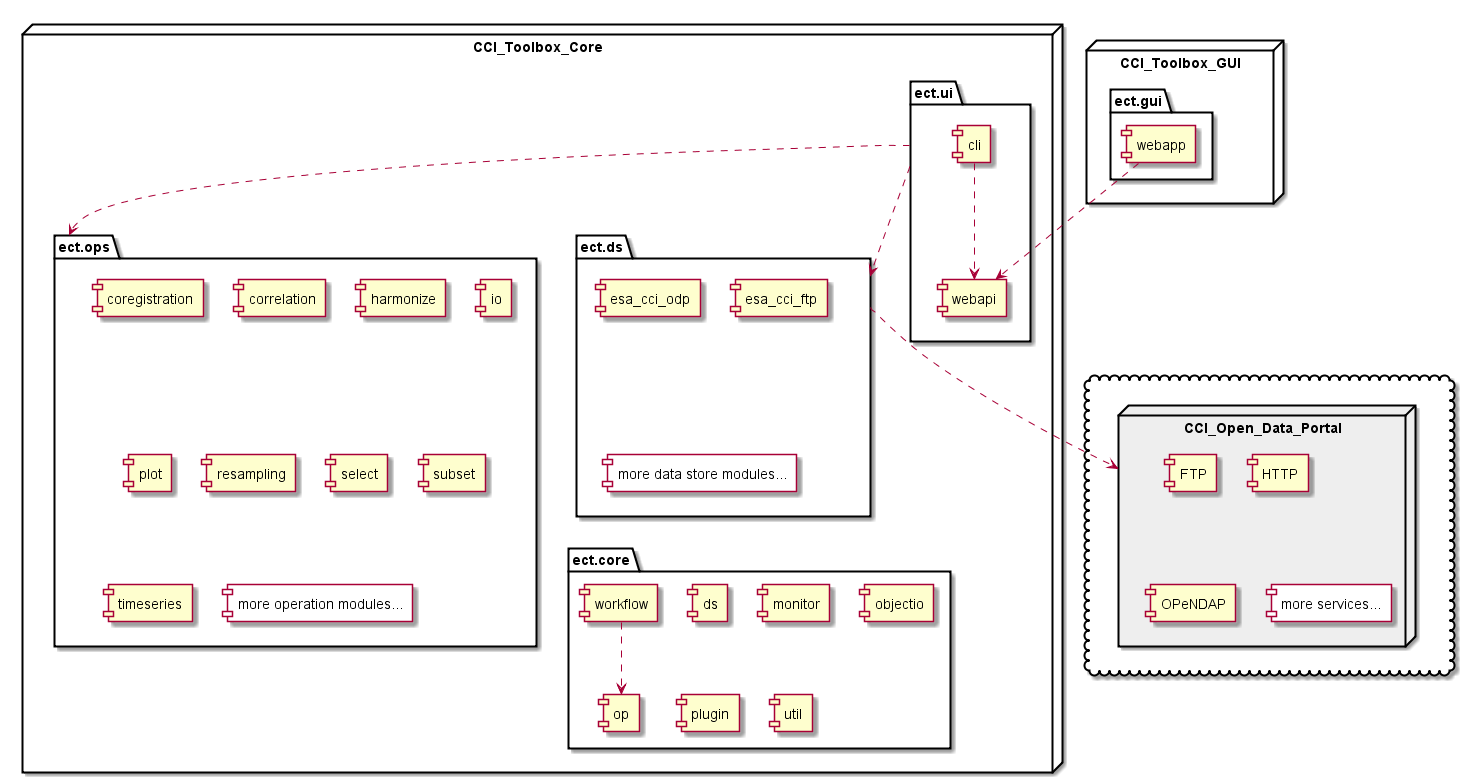 CCI_Toolbox_Core
CCI_Toolbox_GUI
ect.ui
ect.gui
cli
webapp
ect.ops
ect.ds
coregistration
correlation
harmonize
io
esa_cci_odp
esa_cci_ftp
webapi
CCI_Open_Data_Portal
plot
resampling
select
subset
more data store modules...
FTP
HTTP
ect.core
timeseries
more operation modules...
workflow
ds
monitor
objectio
OPeNDAP
more services...
op
plugin
util